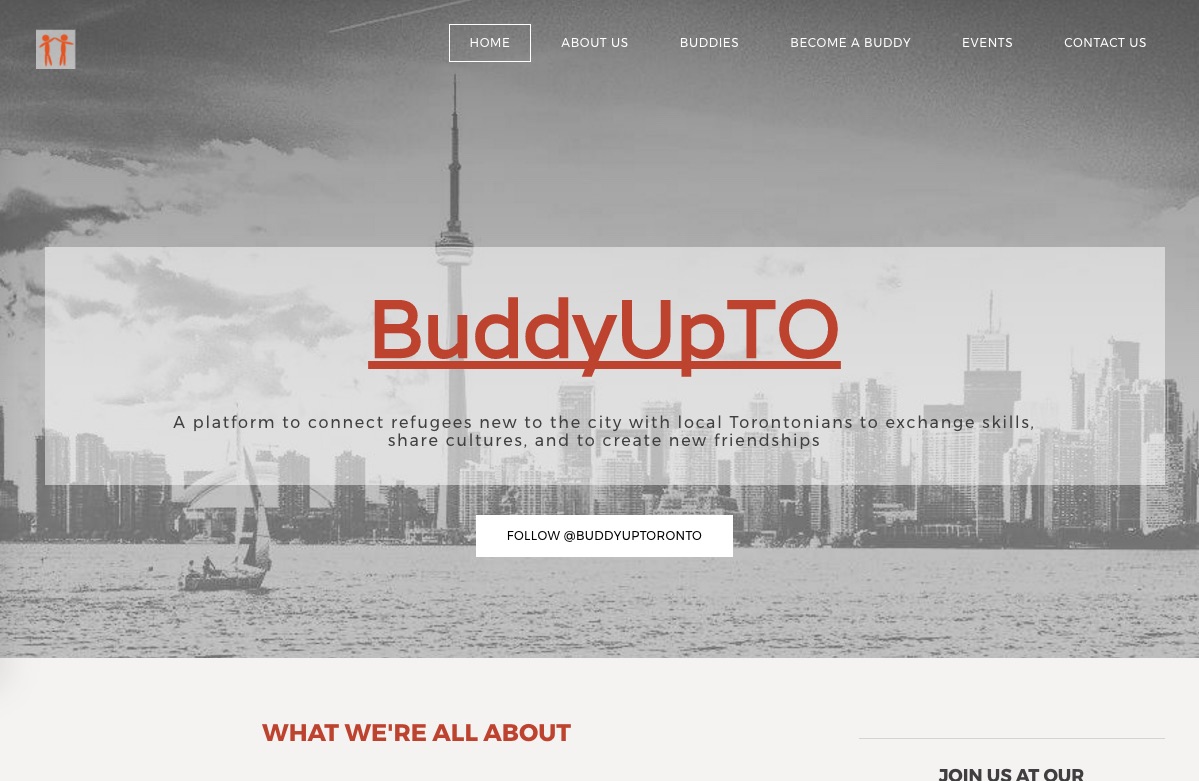 HOME ABOUT US BUDDIES BECOME A BUDDY EVENTS CONTACT US
BuddyUpTO
A platform to connect refugees new to the city with local Torontonians to exchange skills,
share cultures, and to create new friendships
FOLLOW @BUDDYUPTORONTO
WHAT WE'RE ALL ABOUT
JOIN US AT OUR